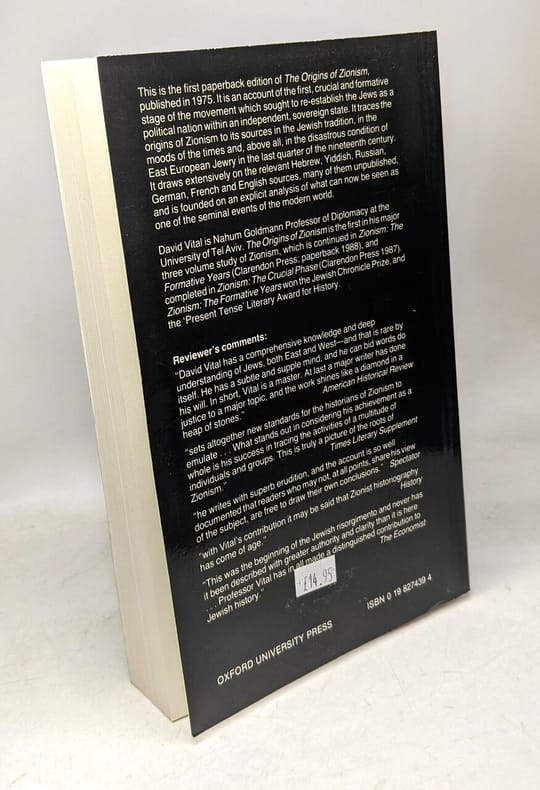 This is the first paperback edition of The Origins of Zionism,
published in 1975. It is an account of the first, crucial and formative
stage of the movement which sought to re-establish the Jews as a
political nation within an independent, sovereign state. It traces the
origins of Zionism to its sources in the Jewish tradition, in the
moods of the times and, above all, in the disastrous condition of
East European Jewry in the last quarter of the nineteenth century.
It draws extensively on the relevant Hebrew, Yiddish, Russian,
German, French and English sources, many of them unpublished,
and is founded on an explicit analysis of what can now be seen as
one of the seminal events of the modern world.
David Vital is Nahum Goldmann Professor of Diplomacy at the
University of Tel Aviv. The Origins of Zionism is the first in his major
three volume study of Zionism, which is continued in Zionism: The
Formative Years (Clarendon Press: paperback 1988), and
completed in Zionism: The Crucial Phase (Clarendon Press 1987).
Zionism: The Formative Years won the Jewish Chronicle Prize, and
the 'Present Tense' Literary Award for History.
Reviewer's comments:
"David Vital has a comprehensive knowledge and deep
understanding of Jews, both East and West—and that is rare by
itself. He has a subtle and supple mind, and he can bid words do
his will. In short, Vital is a master. At last a major writer has done
justice to a major topic, and the work shines like a diamond in a
heap of stones." American Historical Review
"sets altogether new standards for the historians of Zionism to
emulate . . . What stands out in considering his achievement as a
whole is his success in tracing the activities of a multitude of
individuals and groups. This is truly a picture of the roots of
Zionism." Times Literary Supplement
"he writes with superb erudition, and the account is so well
documented that readers who may not, at all points, share his view
of the subject, are free to draw their own conclusions." Spectator
"with Vital's contribution it may be said that Zionist historiography
has come of age." History
"This was the beginning of the Jewish risorgimento and never has
it been described with greater authority and clarity than it is here
. . . Professor Vital has in all made a distinguished contribution to
Jewish history." The Economist
£14.95
OXFORD UNIVERSITY PRESS
ISBN 0 19 827439 4